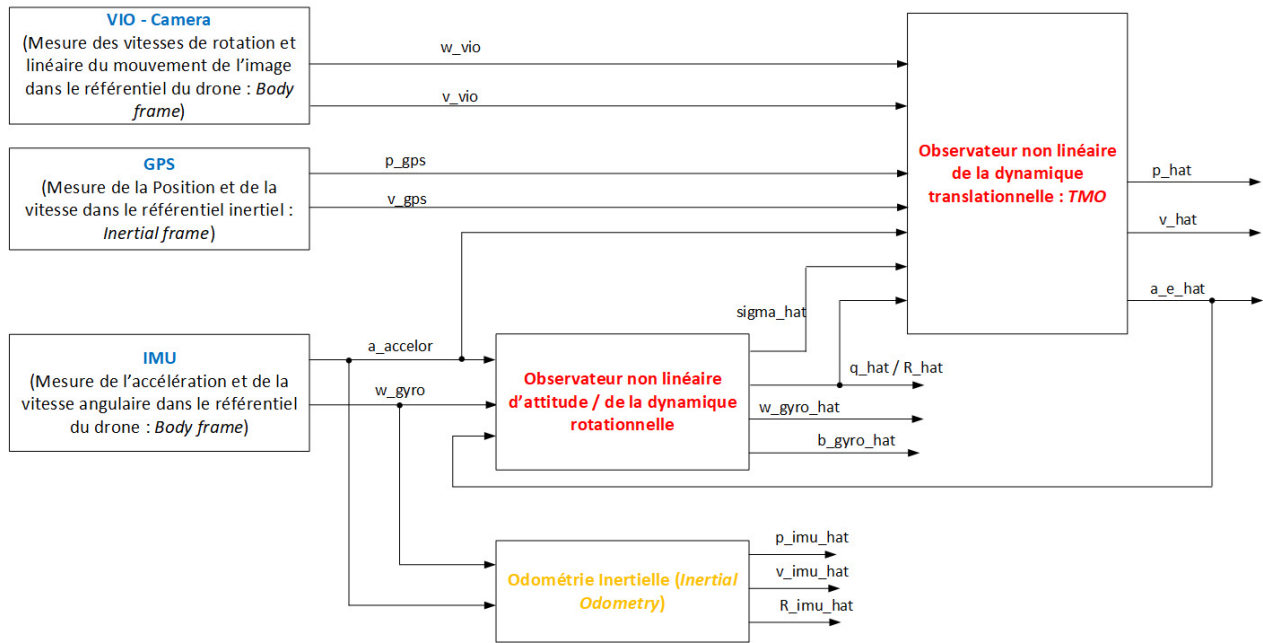 VIO - Camera
(Mesure des vitesses de rotation et
linéaire du mouvement de l'image
dans le référentiel du drone : Body
frame)
w_vio
v_vio
GPS
(Mesure de la Position et de la
vitesse dans le référentiel inertiel :
Inertial frame)
p_gps
v_gps
Observateur non linéaire
de la dynamique
translationnelle : TMO
p_hat
v_hat
a_e_hat
IMU
(Mesure de l'accélération et de la
vitesse angulaire dans le référentiel
du drone : Body frame)
a_accelor
w_gyro
sigma_hat
Observateur non linéaire
d'attitude / de la dynamique
rotationnelle
q_hat / R_hat
w_gyro_hat
b_gyro_hat
Odométrie Inertielle (Inertial
Odometry)
p_imu_hat
v_imu_hat
R_imu_hat